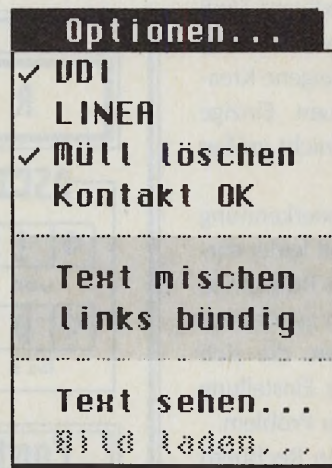 Optionen...
✓ VDI
LINEA
✓ Müll löschen
Kontakt OK
Text mischen
links bündig
Text sehen...
Bild laden...